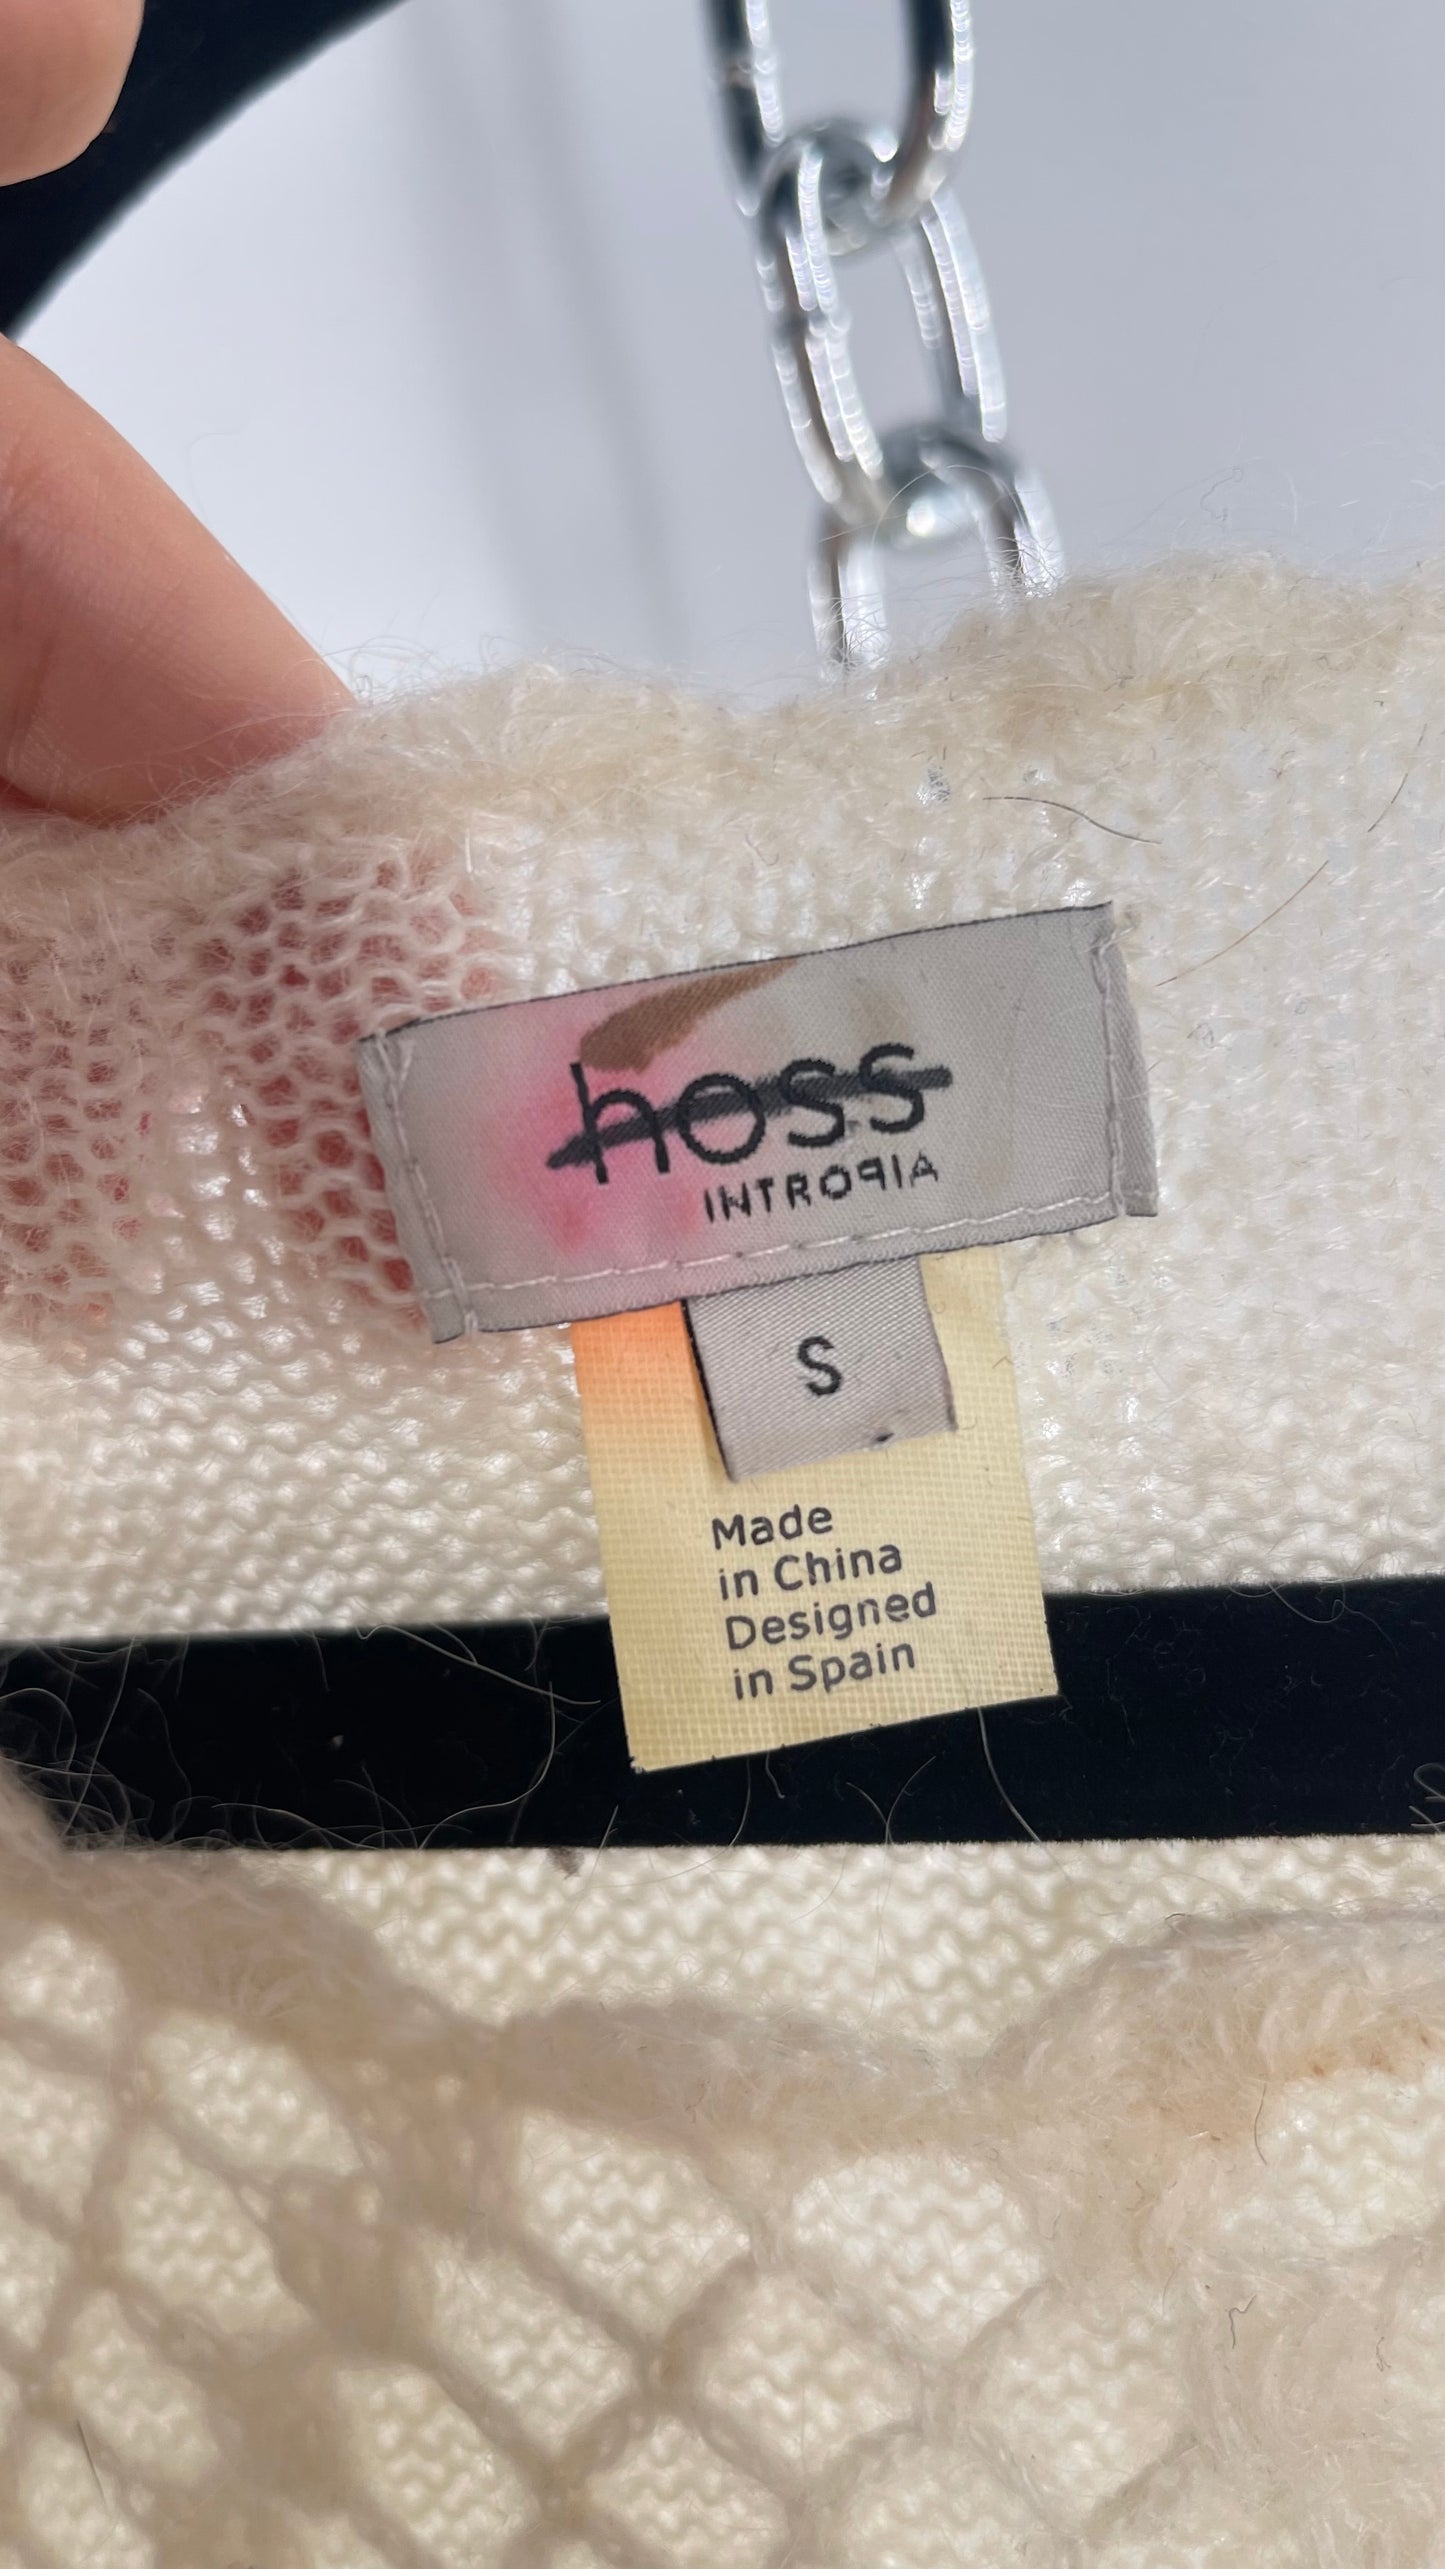 hoss
INTROPIA
S
Made
in China
Designed
in Spain